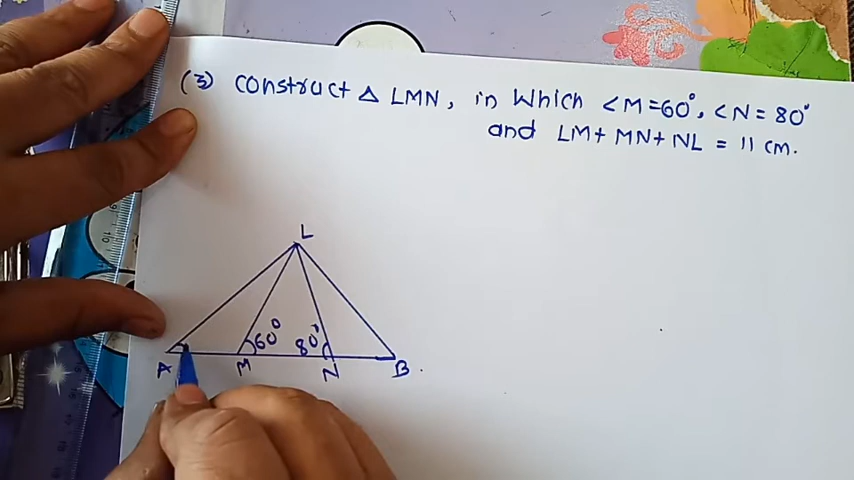 (3) Construct △ LMN, in which <M=60°, <N=80°
and LM+ MN+ NL = 11 cm.
L
60° 80°
A M N B